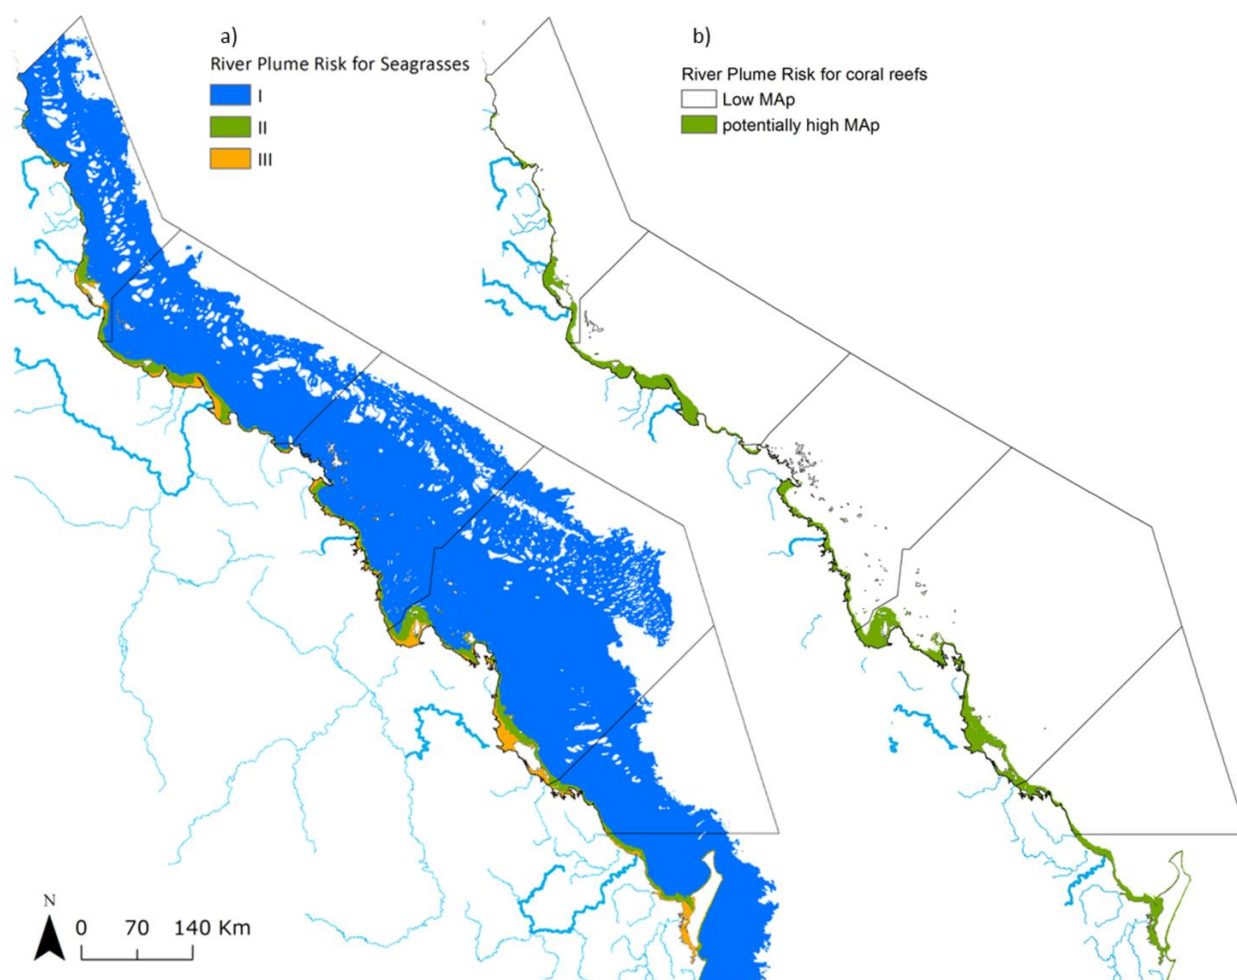 a)
River Plume Risk for Seagrasses
I
II
III
b)
River Plume Risk for coral reefs
Low MAp
potentially high MAp
N
0 70 140 Km